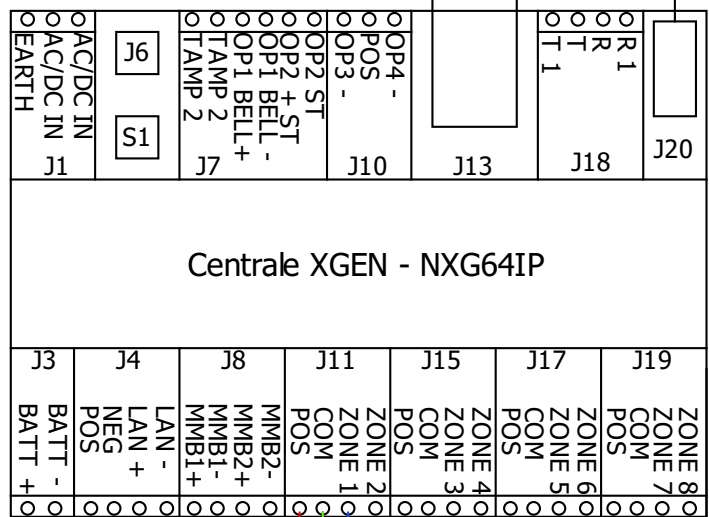 EARTH
AC/DC IN
AC/DC IN
J1
J6
S1
TAMP 2
TAMP 2
OP1 BELL+
OP1 BELL -
OP2 + ST
OP2 ST
J7
OP3 -
POS
OP4 -
J10
J13
T 1
T
R
R 1
J18
J20
Centrale XGEN - NXG64IP
J3
BATT +
BATT -
J4
POS
NEG
LAN +
LAN -
J8
MMB1+
MMB1-
MMB2+
MMB2-
J11
POS
COM
ZONE 1
ZONE 2
J15
POS
COM
ZONE 3
ZONE 4
J17
POS
COM
ZONE 5
ZONE 6
J19
POS
COM
ZONE 7
ZONE 8